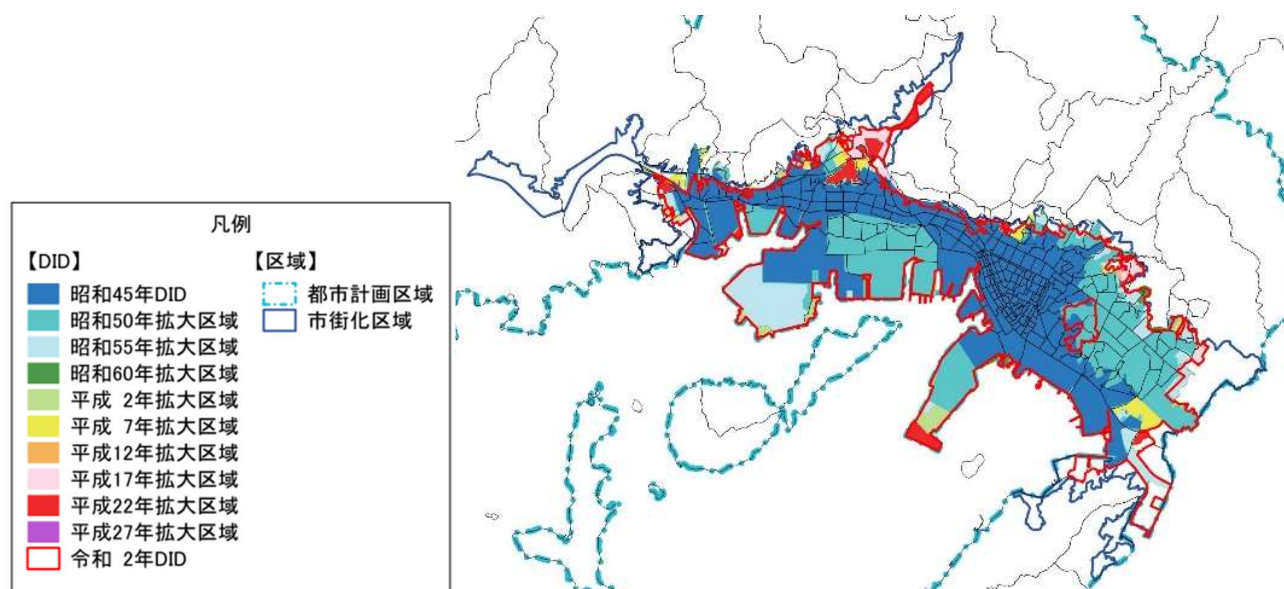 凡例
【DID】
【区域】
昭和45年DID
都市計画区域
昭和50年拡大区域
市街化区域
昭和55年拡大区域
昭和60年拡大区域
平成 2年拡大区域
平成 7年拡大区域
平成12年拡大区域
平成17年拡大区域
平成22年拡大区域
平成27年拡大区域
令和 2年DID